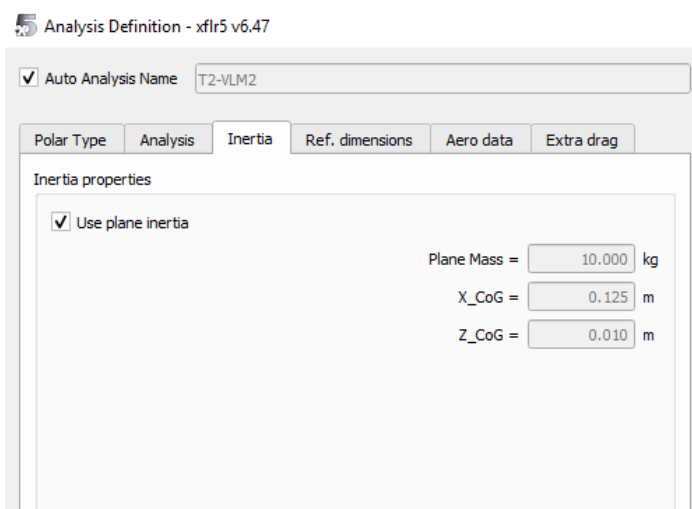 Analysis Definition - xflr5 v6.47
Auto Analysis Name T2-VLM2
Polar Type Analysis Inertia Ref. dimensions Aero data Extra drag
Inertia properties
Use plane inertia
Plane Mass = 10.000 kg
X_CoG = 0.125 m
Z_CoG = 0.010 m